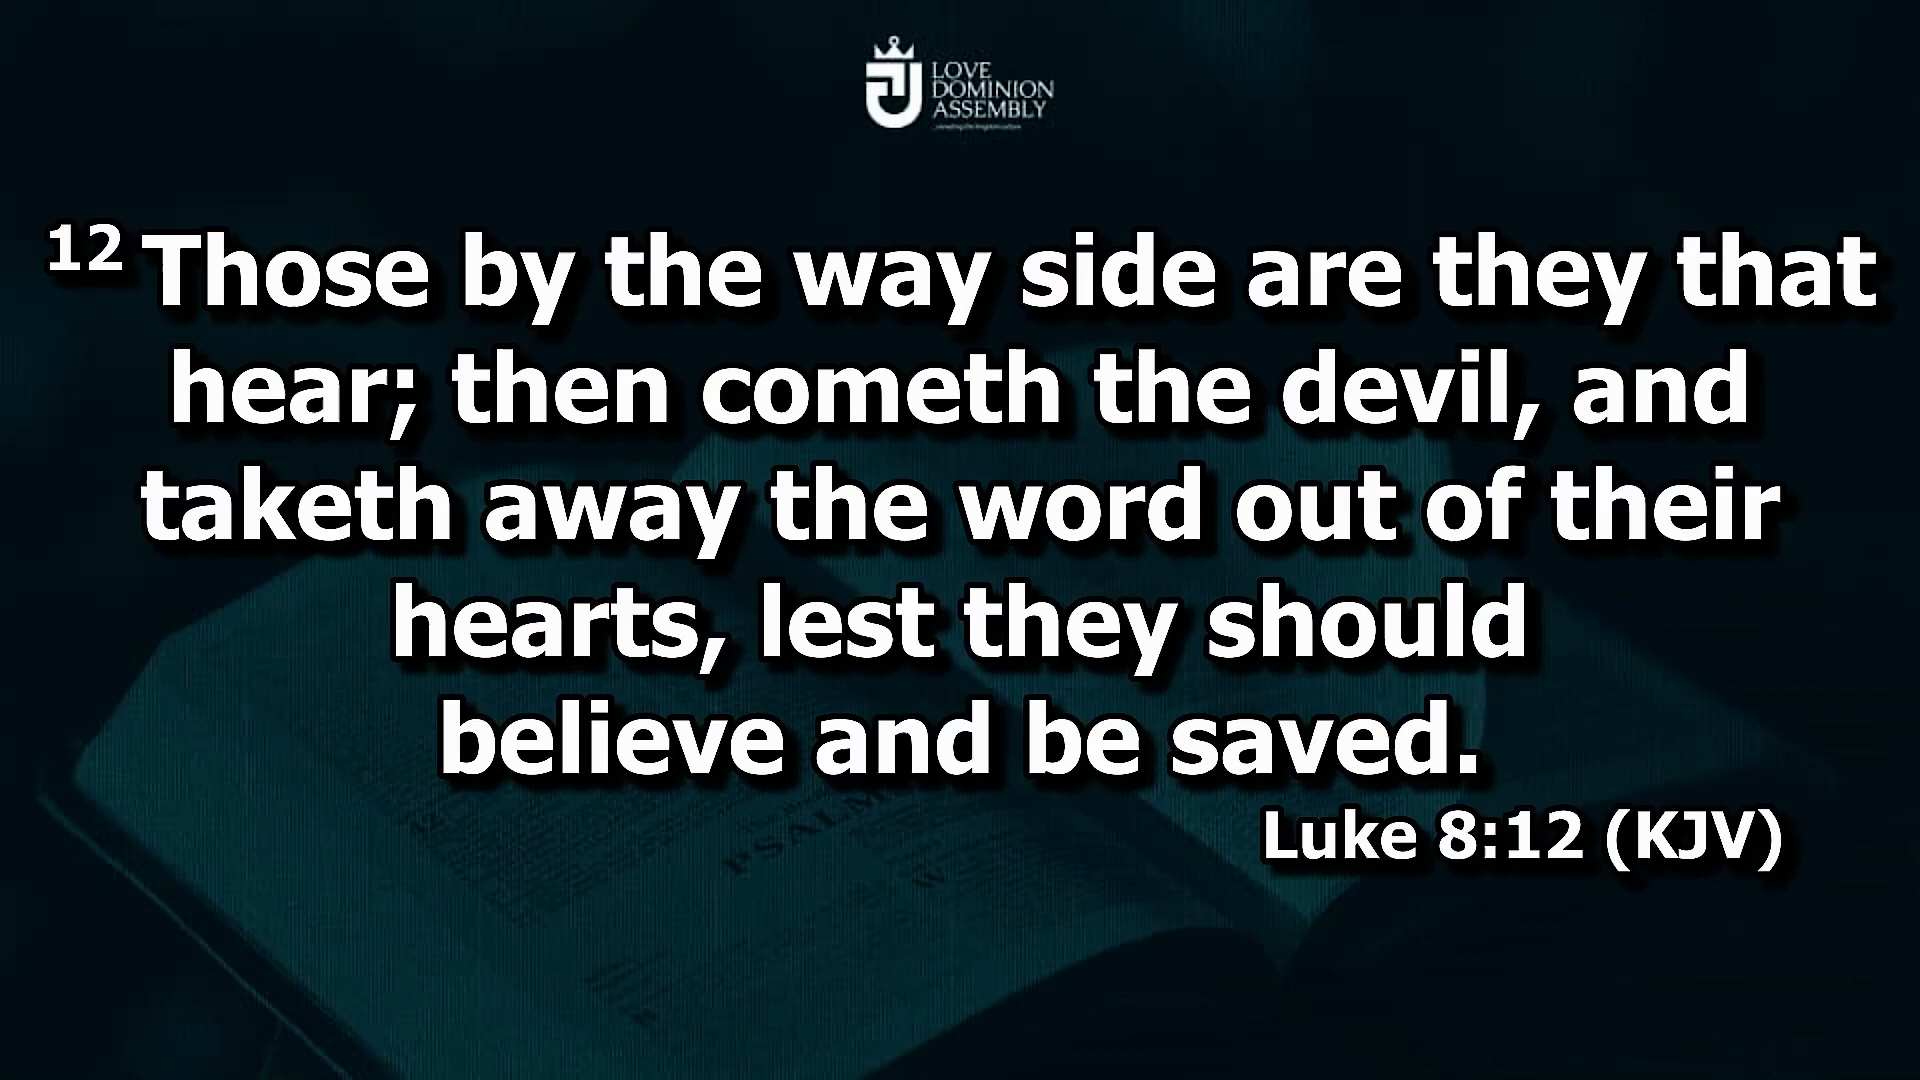 LOVE
DOMINION
ASSEMBLY
12 Those by the way side are they that
hear; then cometh the devil, and
taketh away the word out of their
hearts, lest they should
believe and be saved.
Luke 8:12 (KJV)
PSALM